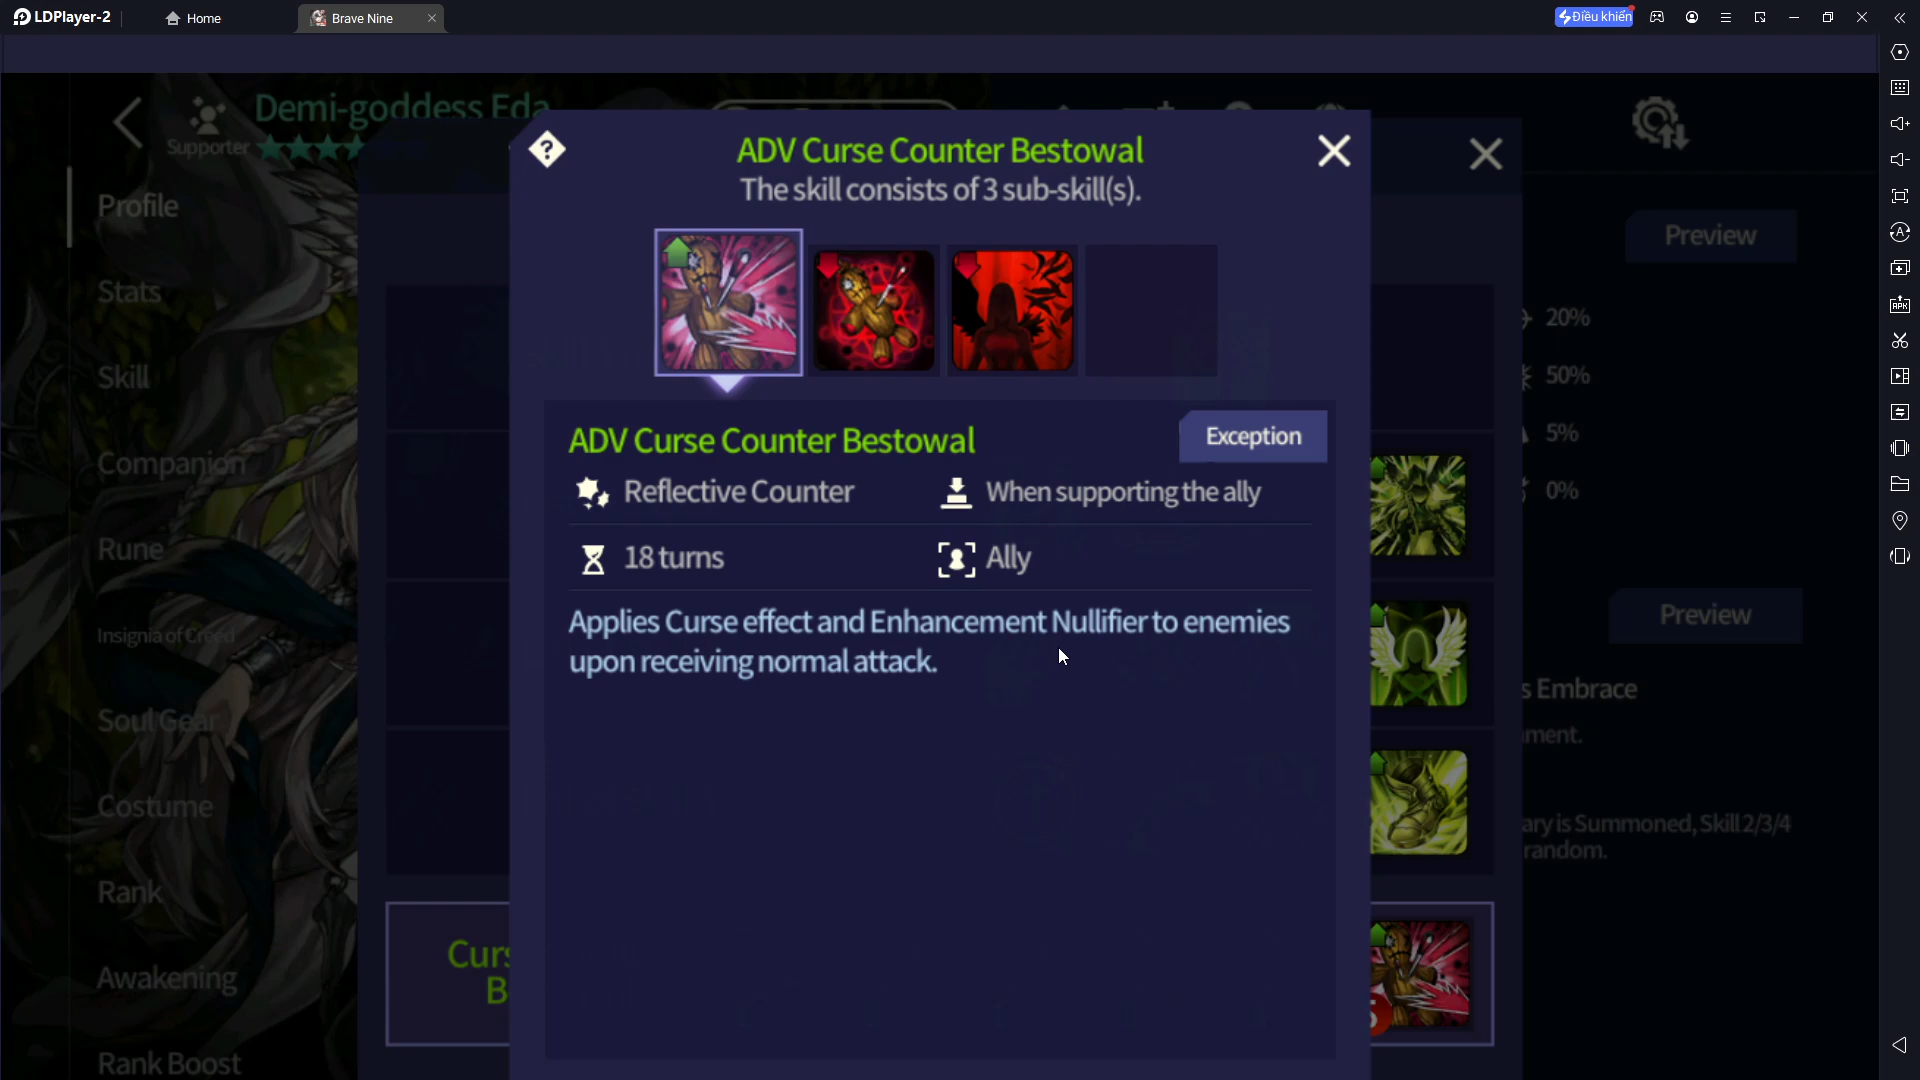 LDPlayer-2
Home
Brave Nine
Điều khiển
Demi-goddess Eda
Supporter
Profile
Stats
Skill
Companion
Rune
Insignia of Creed
Soul Gear
Costume
Rank
Awakening
Rank Boost
ADV Curse Counter Bestowal
The skill consists of 3 sub-skill(s).
ADV Curse Counter Bestowal
Exception
Reflective Counter
When supporting the ally
18 turns
Ally
Applies Curse effect and Enhancement Nullifier to enemies
upon receiving normal attack.
Curs
B
Preview
20%
50%
5%
0%
Preview
s Embrace
ment.
ary is Summoned, Skill 2/3/4
random.
APK